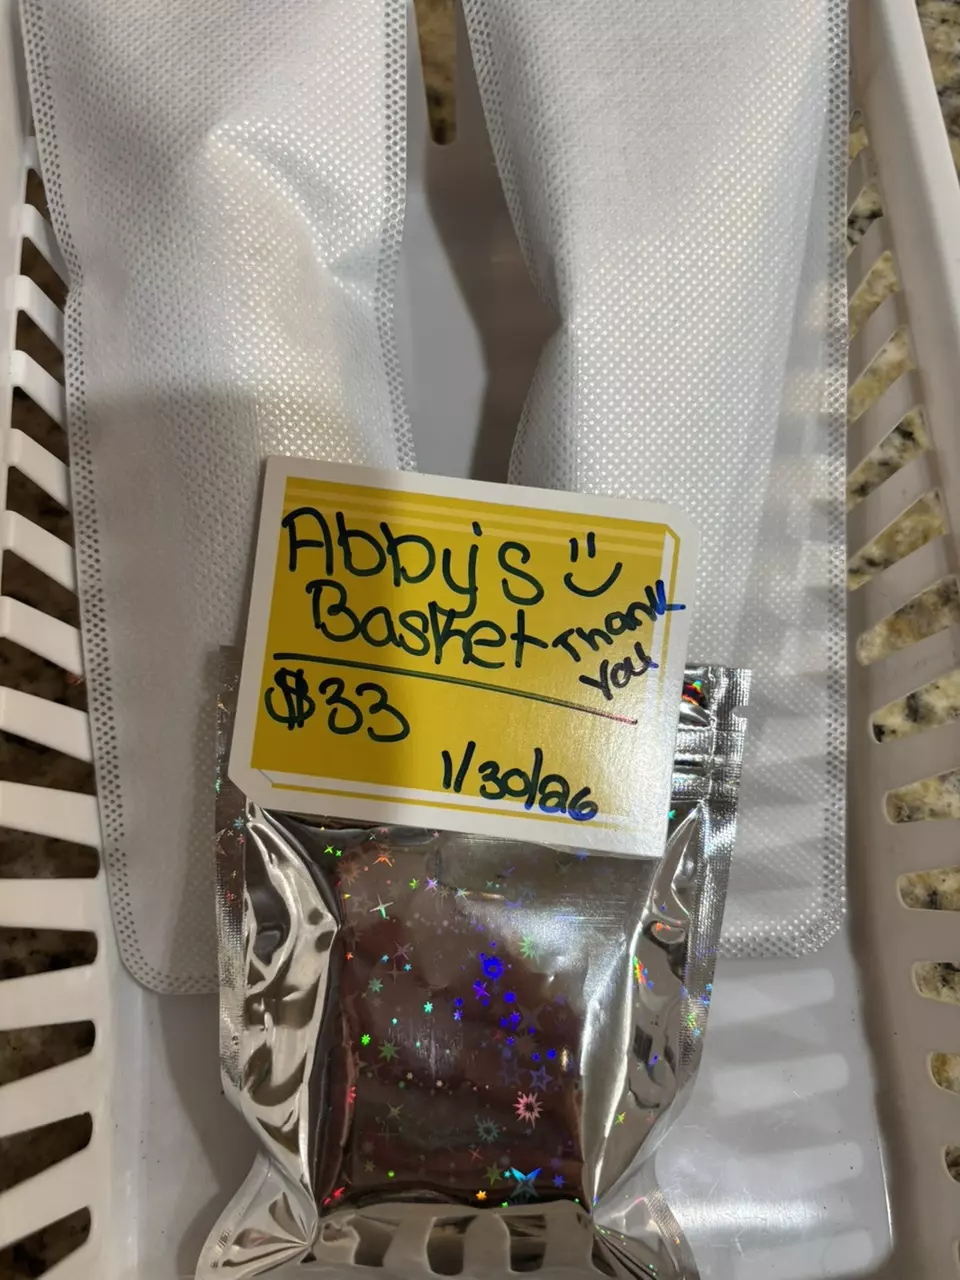 Abby's
Basket
Thank
You
$33
1/30/26